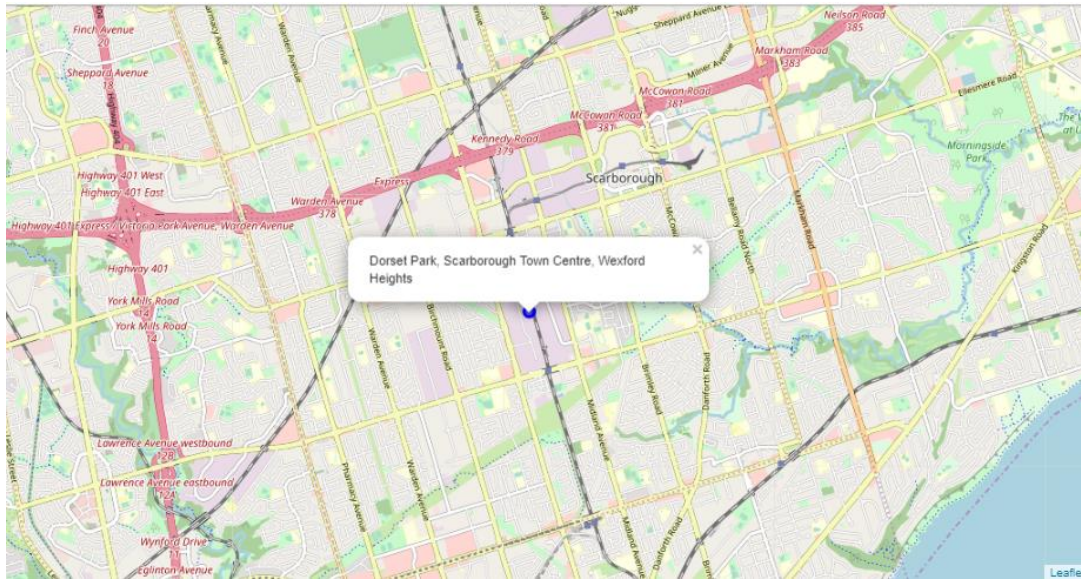 Finch Avenue
20
Pharmacy Avenue
Warden Avenue
Sheppard Avenue
Neilson Road
385
Sheppard Avenue
18
Highway 404
Markham Road
383
Milner Avenue
McCowan Road
381
Ellesmere Road
McCowan Road
381
Kennedy Road
379
Morningside
Park
Highway 401 West
Express
Scarborough
Highway 401 East
Warden Avenue
378
Highway 401 Express / Victoria Park Avenue, Warden Avenue
Bellamy Road North
Markham Road
Kingston Road
Dorset Park, Scarborough Town Centre, Wexford
Heights
×
Highway 401
York Mills Road
14
York Mills Road
14
Warden Avenue
Birchmount Road
Midland Avenue
Brimley Road
Danforth Road
Lawrence Avenue westbound
12B
Lawrence Avenue eastbound
12A
Pharmacy Avenue
Warden Avenue
Wynford Drive
11
Eglinton Avenue
Midland Avenue
Danforth Road